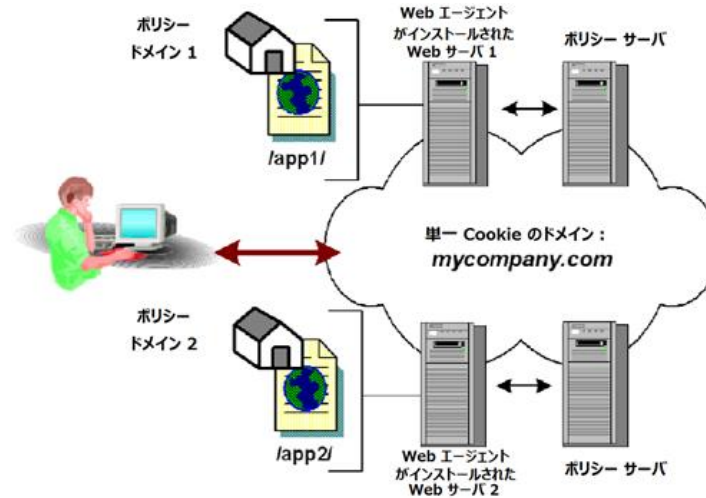 ポリシー
ドメイン 1
/app1/
Web エージェント
がインストールされた
Web サーバ 1
ポリシー サーバ
単一 Cookie のドメイン :
mycompany.com
ポリシー
ドメイン 2
/app2/
Web エージェント
がインストールされた
Web サーバ 2
ポリシー サーバ